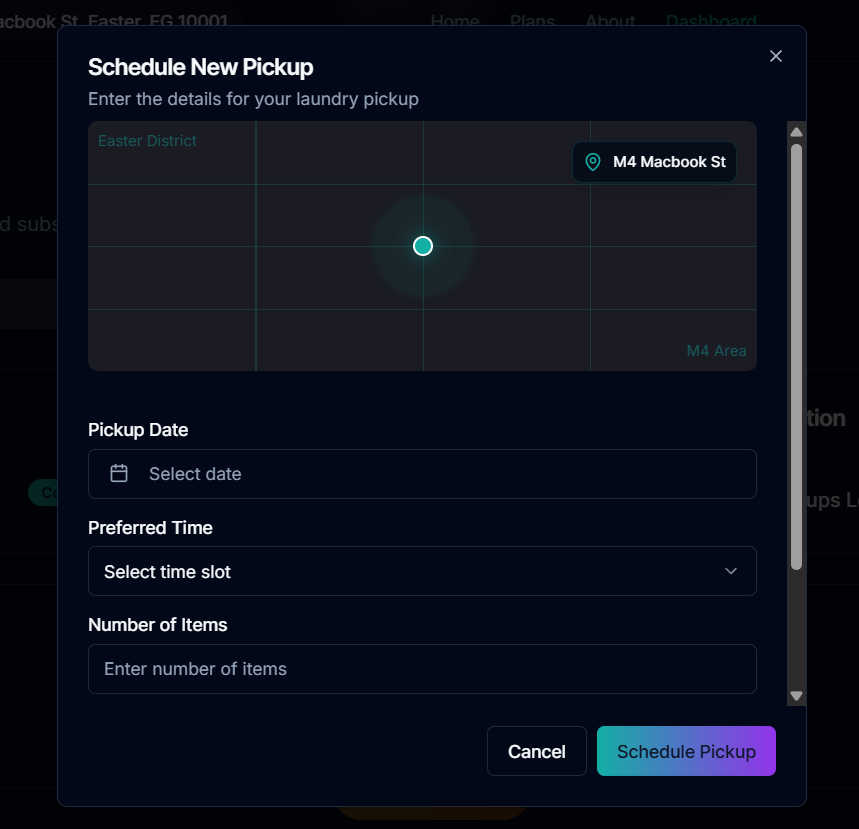 acbook St, Easter, EG 10001
Home Plans About Dashboard
Schedule New Pickup
Enter the details for your laundry pickup
Easter District
M4 Macbook St
M4 Area
d subs
tion
Pickup Date
Select date
Co
ups Le
Preferred Time
Select time slot
Number of Items
Enter number of items
Cancel
Schedule Pickup